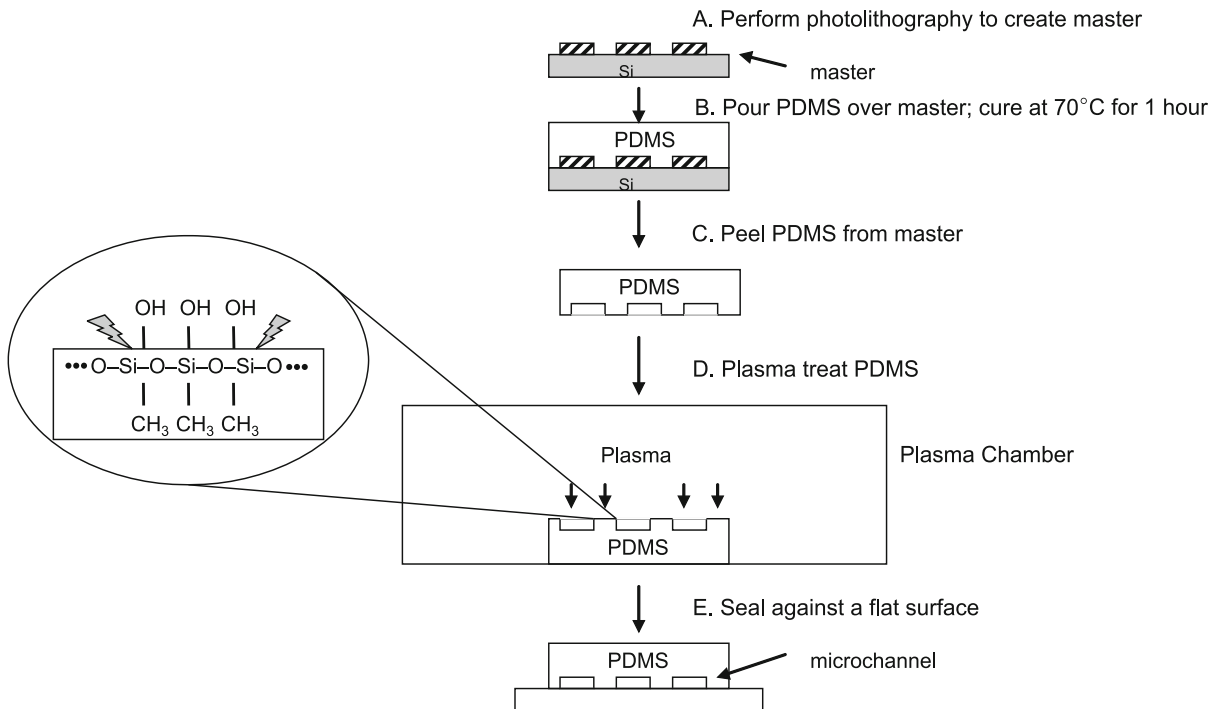 A. Perform photolithography to create master
Si
master
B. Pour PDMS over master; cure at 70°C for 1 hour
PDMS
Si
C. Peel PDMS from master
PDMS
OH OH OH
•••O–Si–O–Si–O–Si–O•••
CH₃ CH₃ CH₃
D. Plasma treat PDMS
Plasma
Plasma Chamber
PDMS
E. Seal against a flat surface
PDMS
microchannel